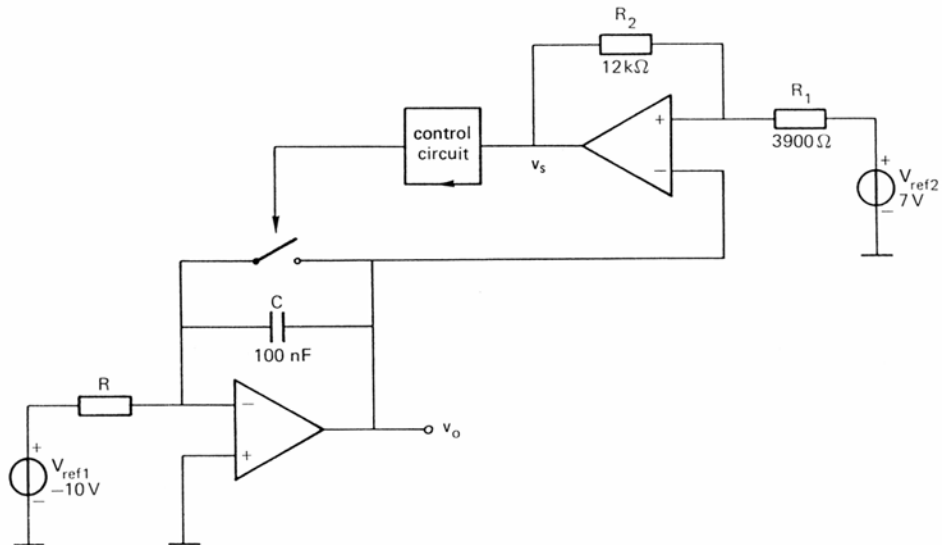 R2
12kΩ
R1
3900Ω
+
−
control
circuit
vs
+
Vref2
7V
−
C
100 nF
R
−
+
vo
+
Vref1
−10V
−